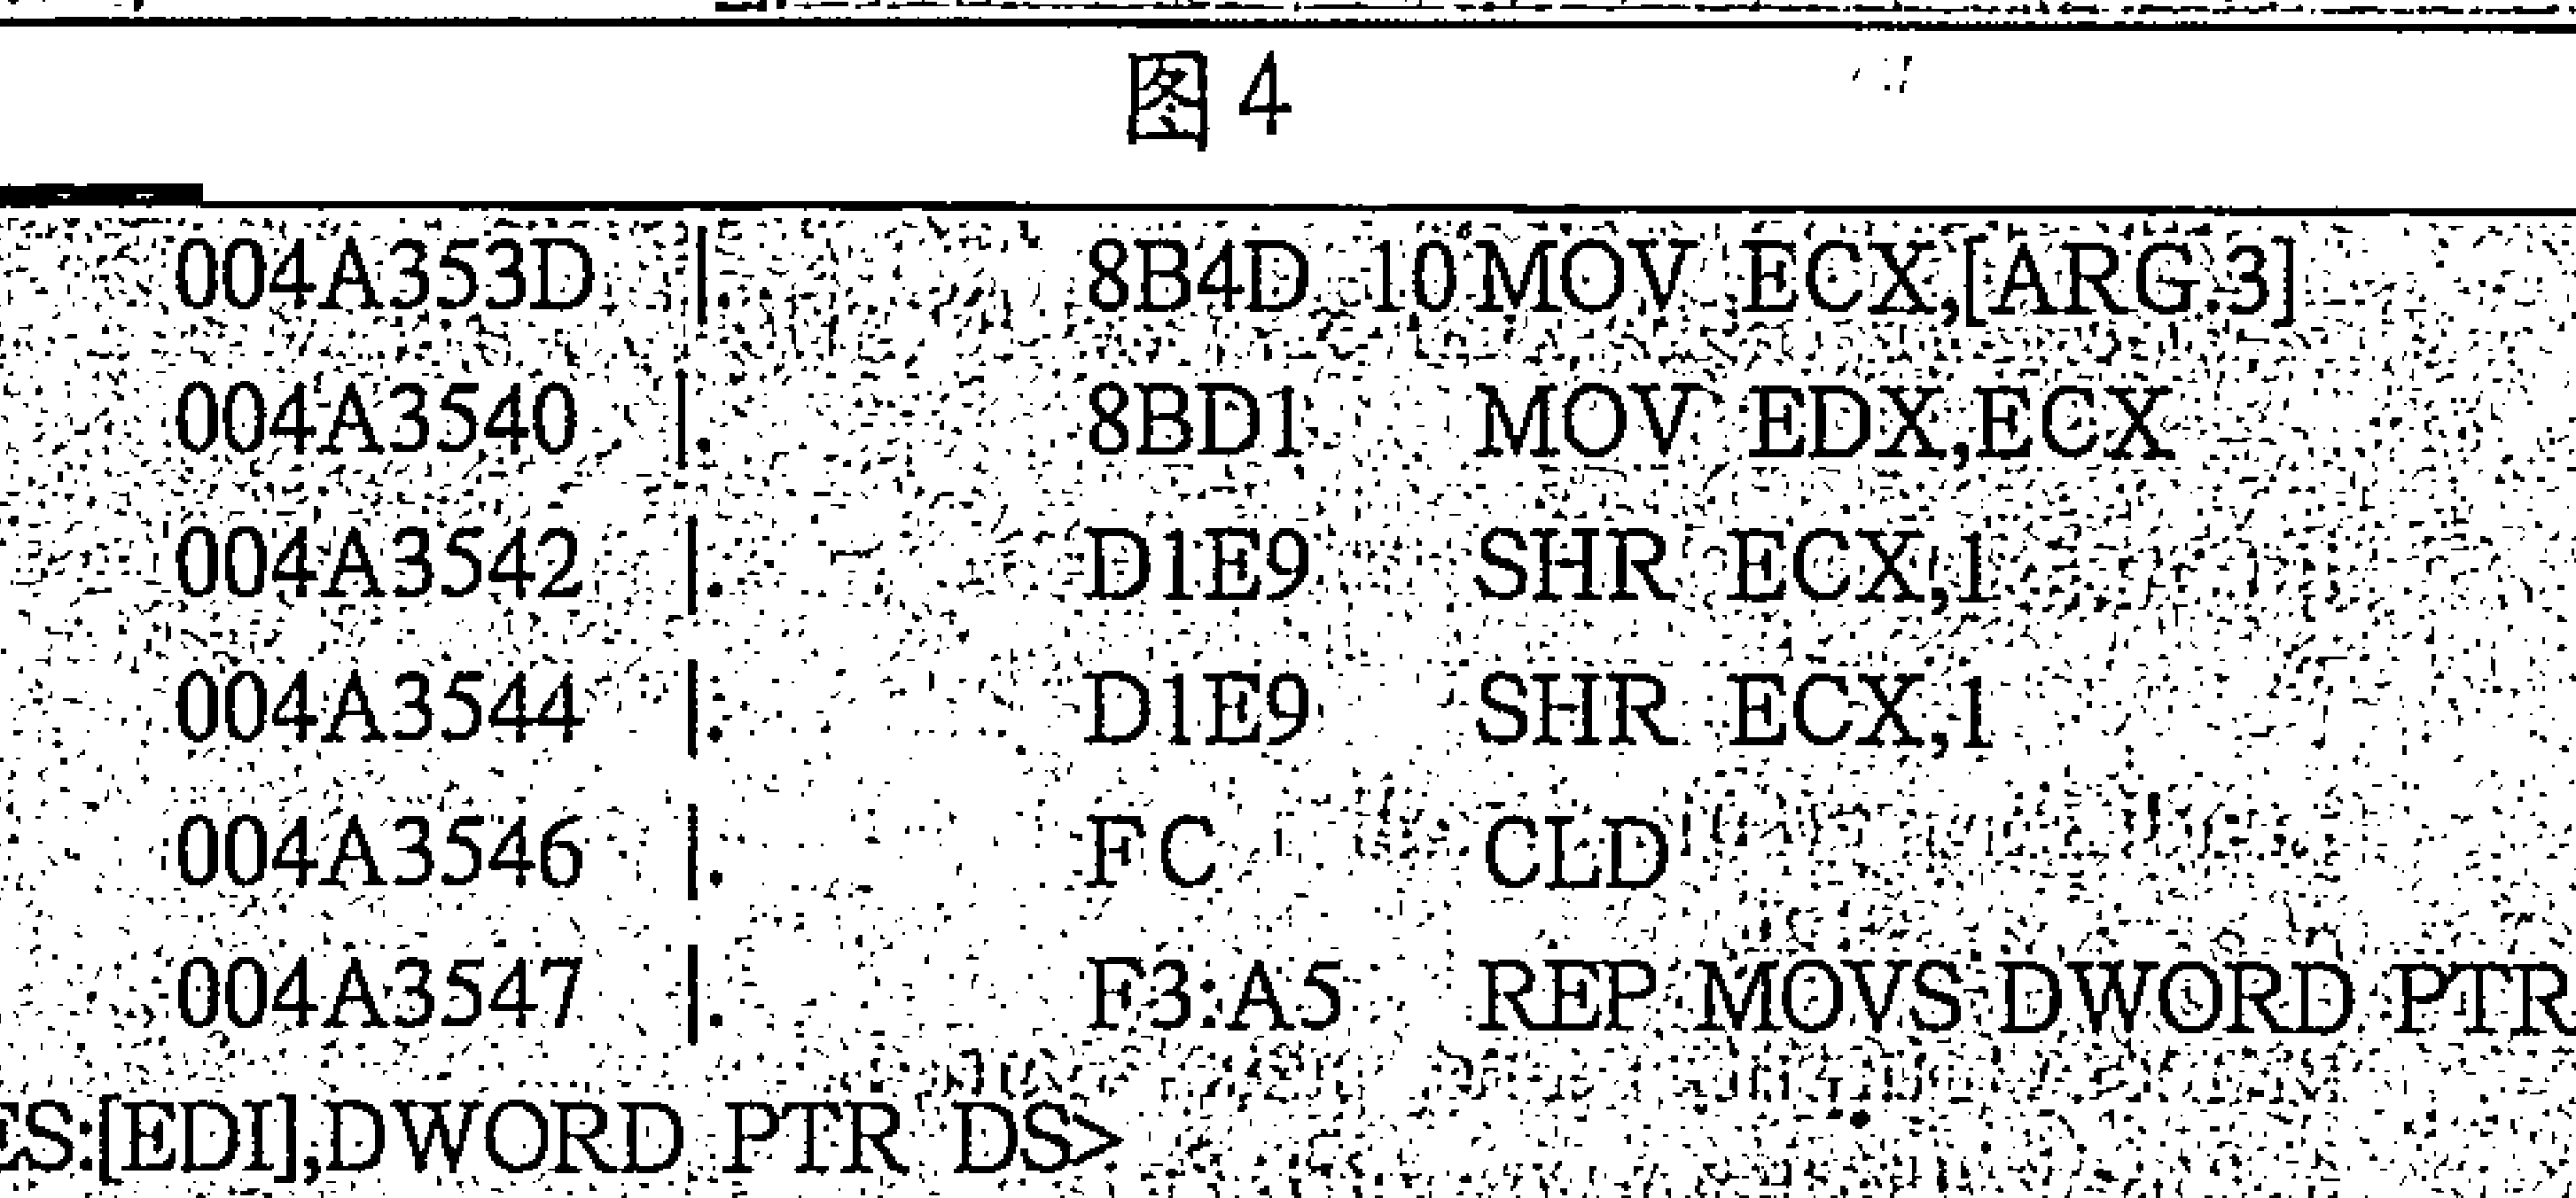 图 4
004A353D |. 8B4D 10 MOV ECX,[ARG.3]
004A3540 |. 8BD1 MOV EDX,ECX
004A3542 |. D1E9 SHR ECX,1
004A3544 |. D1E9 SHR ECX,1
004A3546 |. FC CLD
004A3547 |. F3:A5 REP MOVS DWORD PTR
ES:[EDI],DWORD PTR DS>